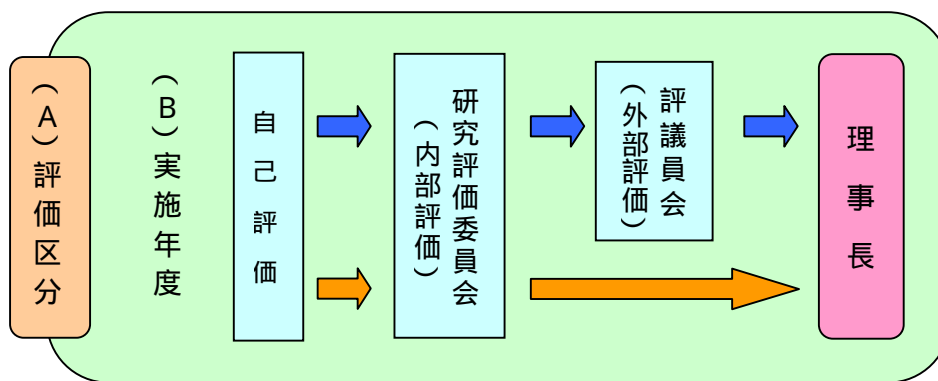 （A）評価区分
（B）実施年度
自己評価
研究評価委員会
（内部評価）
評議員会
（外部評価）
理事長